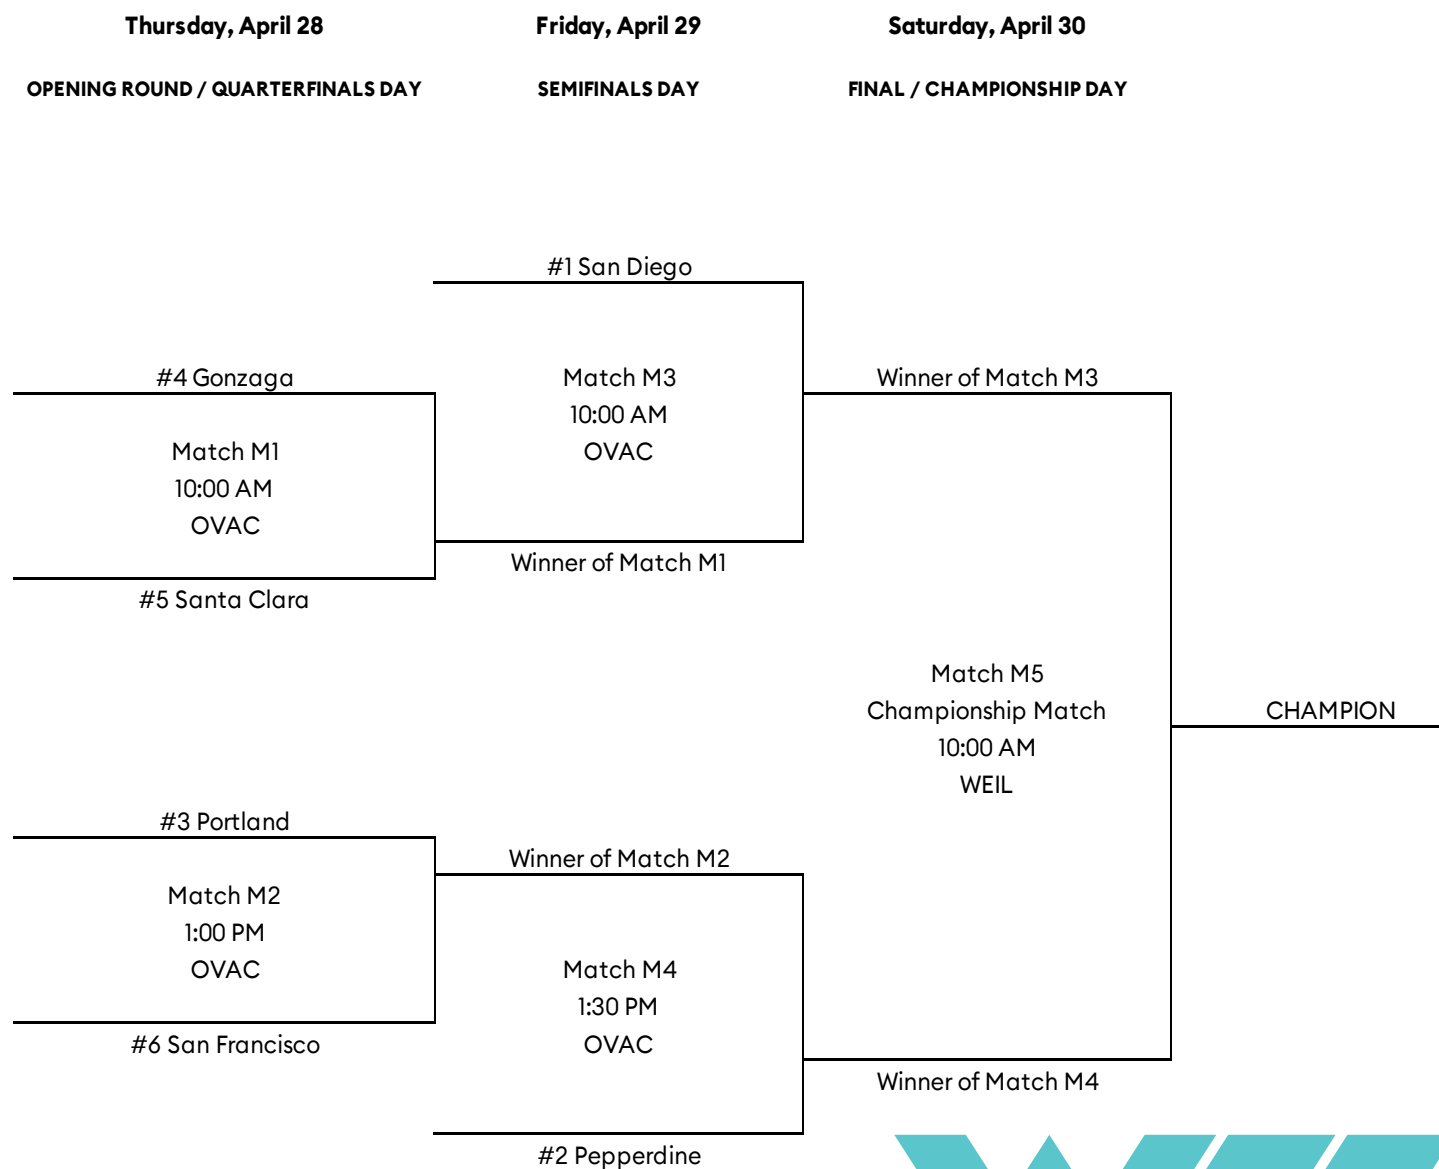 Thursday, April 28
Friday, April 29
Saturday, April 30
OPENING ROUND / QUARTERFINALS DAY
SEMIFINALS DAY
FINAL / CHAMPIONSHIP DAY
#1 San Diego
#4 Gonzaga
Match M3
Winner of Match M3
10:00 AM
Match M1
OVAC
10:00 AM
OVAC
Winner of Match M1
#5 Santa Clara
Match M5
Championship Match
CHAMPION
10:00 AM
WEIL
#3 Portland
Winner of Match M2
Match M2
1:00 PM
OVAC
Match M4
1:30 PM
#6 San Francisco
OVAC
Winner of Match M4
#2 Pepperdine